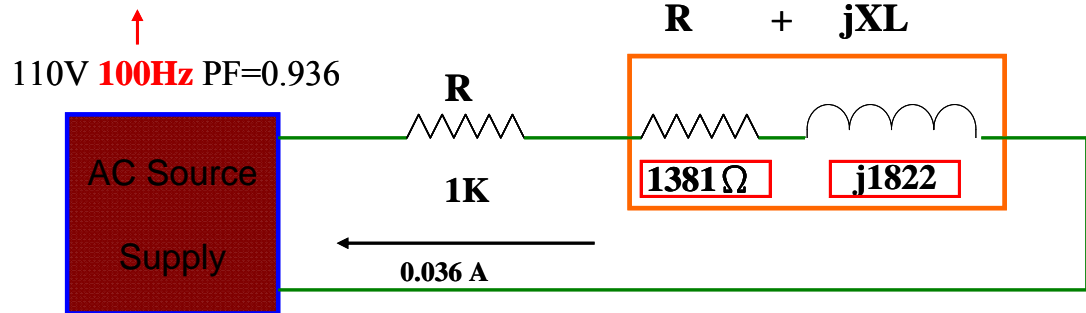 R + jXL
110V 100Hz PF=0.936
R
AC Source
1381Ω
j1822
1K
Supply
0.036 A